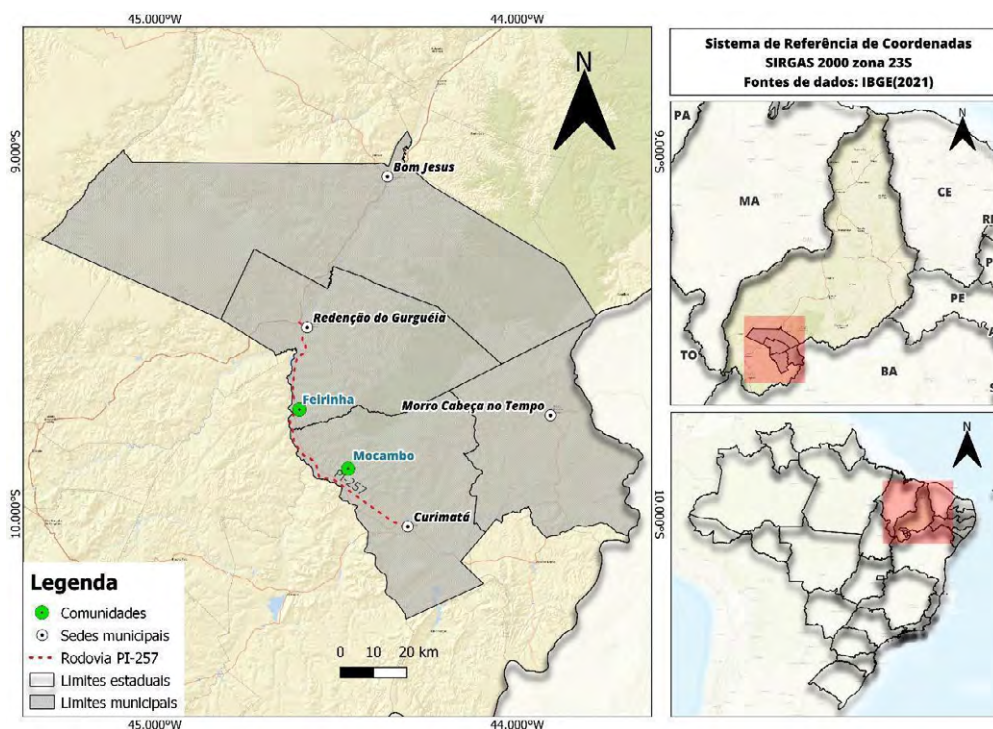 45.000°W
44.000°W
N
9.000°S
Bom Jesus
Redenção do Gurguéia
Feirinha
Morro Cabeça no Tempo
Mocambo
PI-257
Curimatá
10.000°S
Legenda
Comunidades
Sedes municipais
Rodovia PI-257
Limites estaduais
Limites municipais
0 10 20 km
45.000°W
44.000°W
9.000°S
10.000°S
Sistema de Referência de Coordenadas
SIRGAS 2000 zona 23S
Fontes de dados: IBGE(2021)
PA
N
MA
CE
PE
TO
BA
N